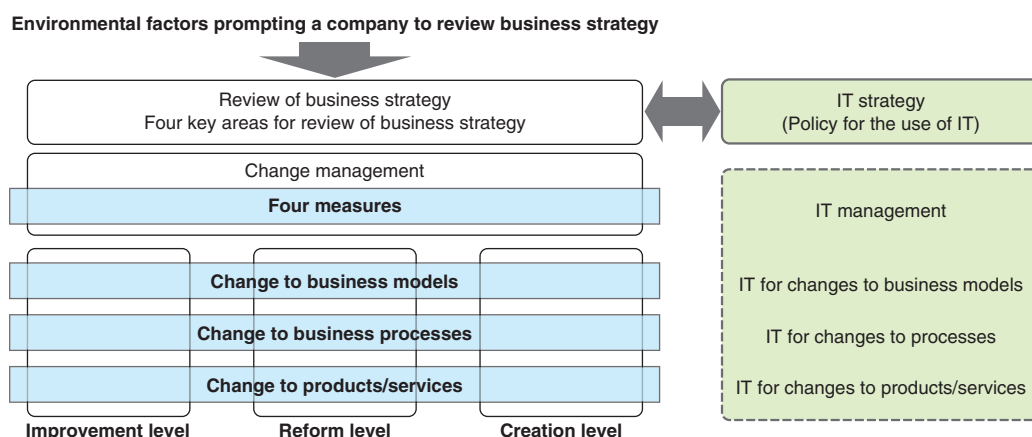 Environmental factors prompting a company to review business strategy
Review of business strategy
Four key areas for review of business strategy
IT strategy
(Policy for the use of IT)
Change management
Four measures
IT management
Change to business models
IT for changes to business models
Change to business processes
IT for changes to processes
Change to products/services
IT for changes to products/services
Improvement level
Reform level
Creation level